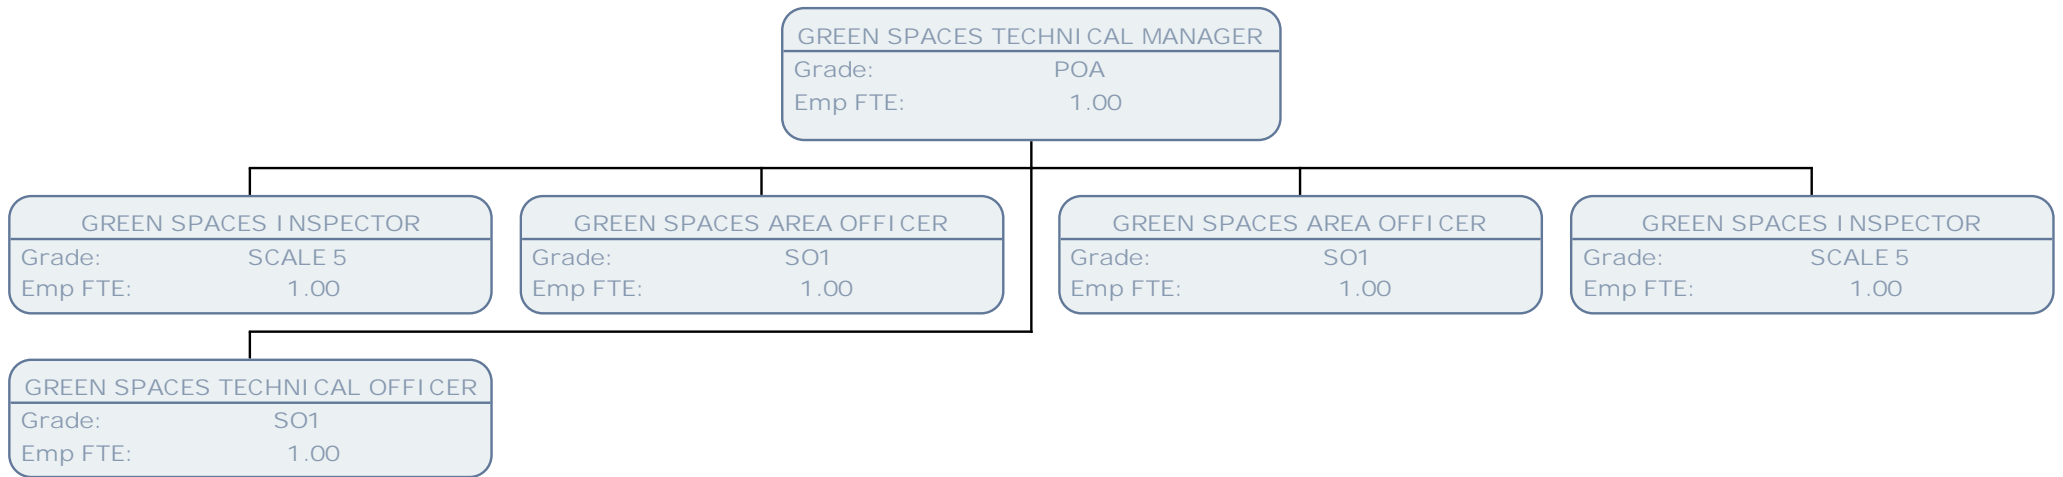 GREEN SPACES TECHNICAL MANAGER
Grade: POA
Emp FTE: 1.00
GREEN SPACES INSPECTOR
Grade: SCALE 5
Emp FTE: 1.00
GREEN SPACES AREA OFFICER
Grade: SO1
Emp FTE: 1.00
GREEN SPACES AREA OFFICER
Grade: SO1
Emp FTE: 1.00
GREEN SPACES INSPECTOR
Grade: SCALE 5
Emp FTE: 1.00
GREEN SPACES TECHNICAL OFFICER
Grade: SO1
Emp FTE: 1.00